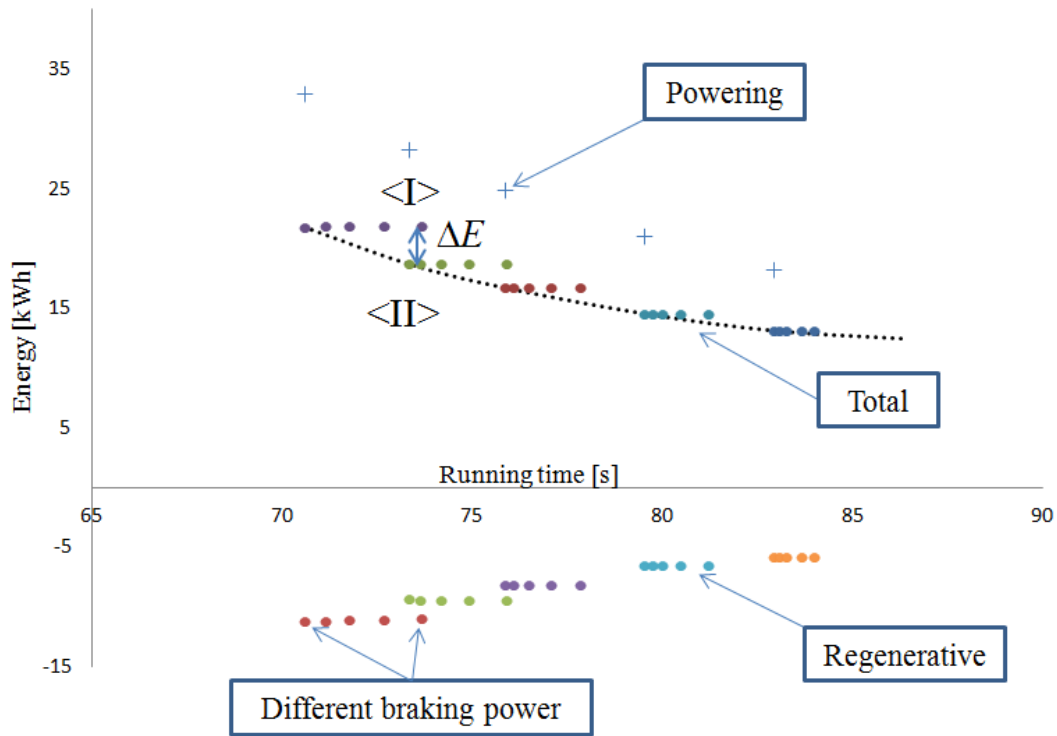 35
25
15
5
-5
-15
Energy [kWh]
Powering
<I>
ΔE
<II>
Total
Running time [s]
65
70
75
80
85
90
Regenerative
Different braking power